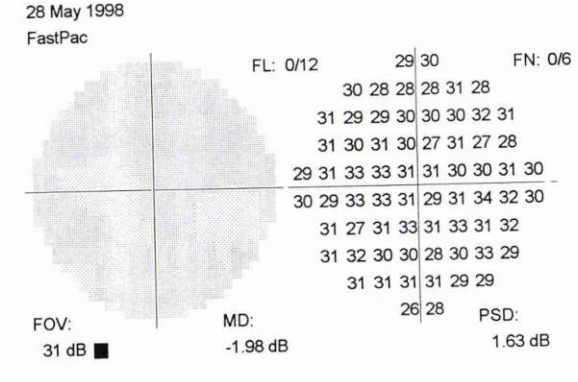 28 May 1998
FastPac
FL: 0/12
29 30
FN: 0/6
30 28 28 28 31 28
31 29 29 30 30 30 32 31
31 30 31 30 27 31 27 28
29 31 33 33 31 31 30 30 31 30
30 29 33 33 31 29 31 34 32 30
31 27 31 33 31 33 31 32
31 32 30 30 28 30 33 29
31 31 31 31 29 29
26 28
FOV:
31 dB
MD:
-1.98 dB
PSD:
1.63 dB